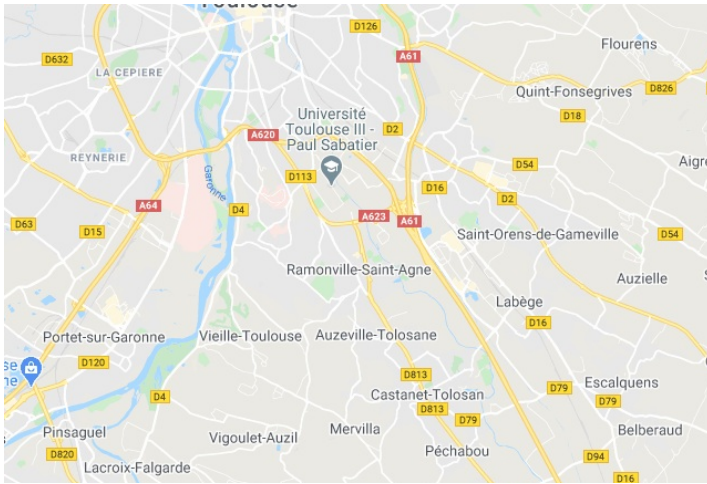 Toulouse
D126
A61
Flourens
D632
LA CEPIERE
D826
Quint-Fonsegrives
Université
Toulouse III -
Paul Sabatier
D18
A620
D2
REYNERIE
D54
Aigre
Garonne
D113
D16
D2
A64
D4
A623
A61
D63
D15
Saint-Orens-de-Gameville
D54
Ramonville-Saint-Agne
Auzielle
Labège
D16
Portet-sur-Garonne
Vieille-Toulouse
Auzeville-Tolosane
D120
se
ne
D813
D4
Castanet-Tolosan
D79
Escalquens
D813
D79
D79
Pinsaguel
Vigoulet-Auzil
Mervilla
Belberaud
D820
Péchabou
D94
Lacroix-Falgarde
D16